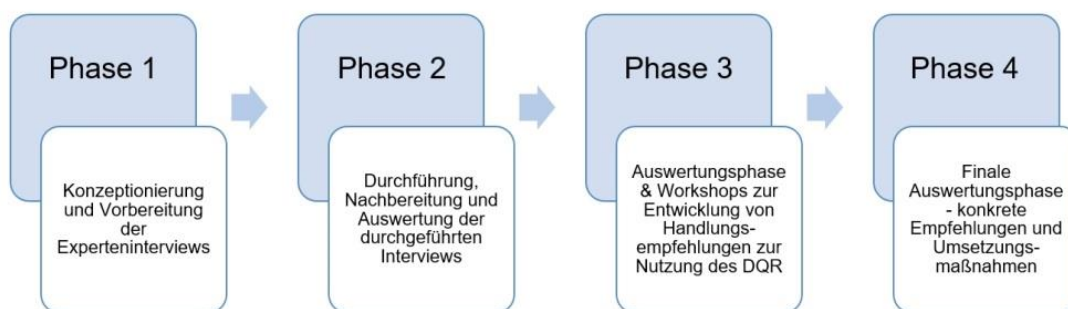 Phase 1
Konzeptionierung
und Vorbereitung
der
Experteninterviews
Phase 2
Durchführung,
Nachbereitung und
Auswertung der
durchgeführten
Interviews
Phase 3
Auswertungsphase
& Workshops zur
Entwicklung von
Handlungs-
empfehlungen zur
Nutzung des DQR
Phase 4
Finale
Auswertungsphase
- konkrete
Empfehlungen und
Umsetzungs-
maßnahmen